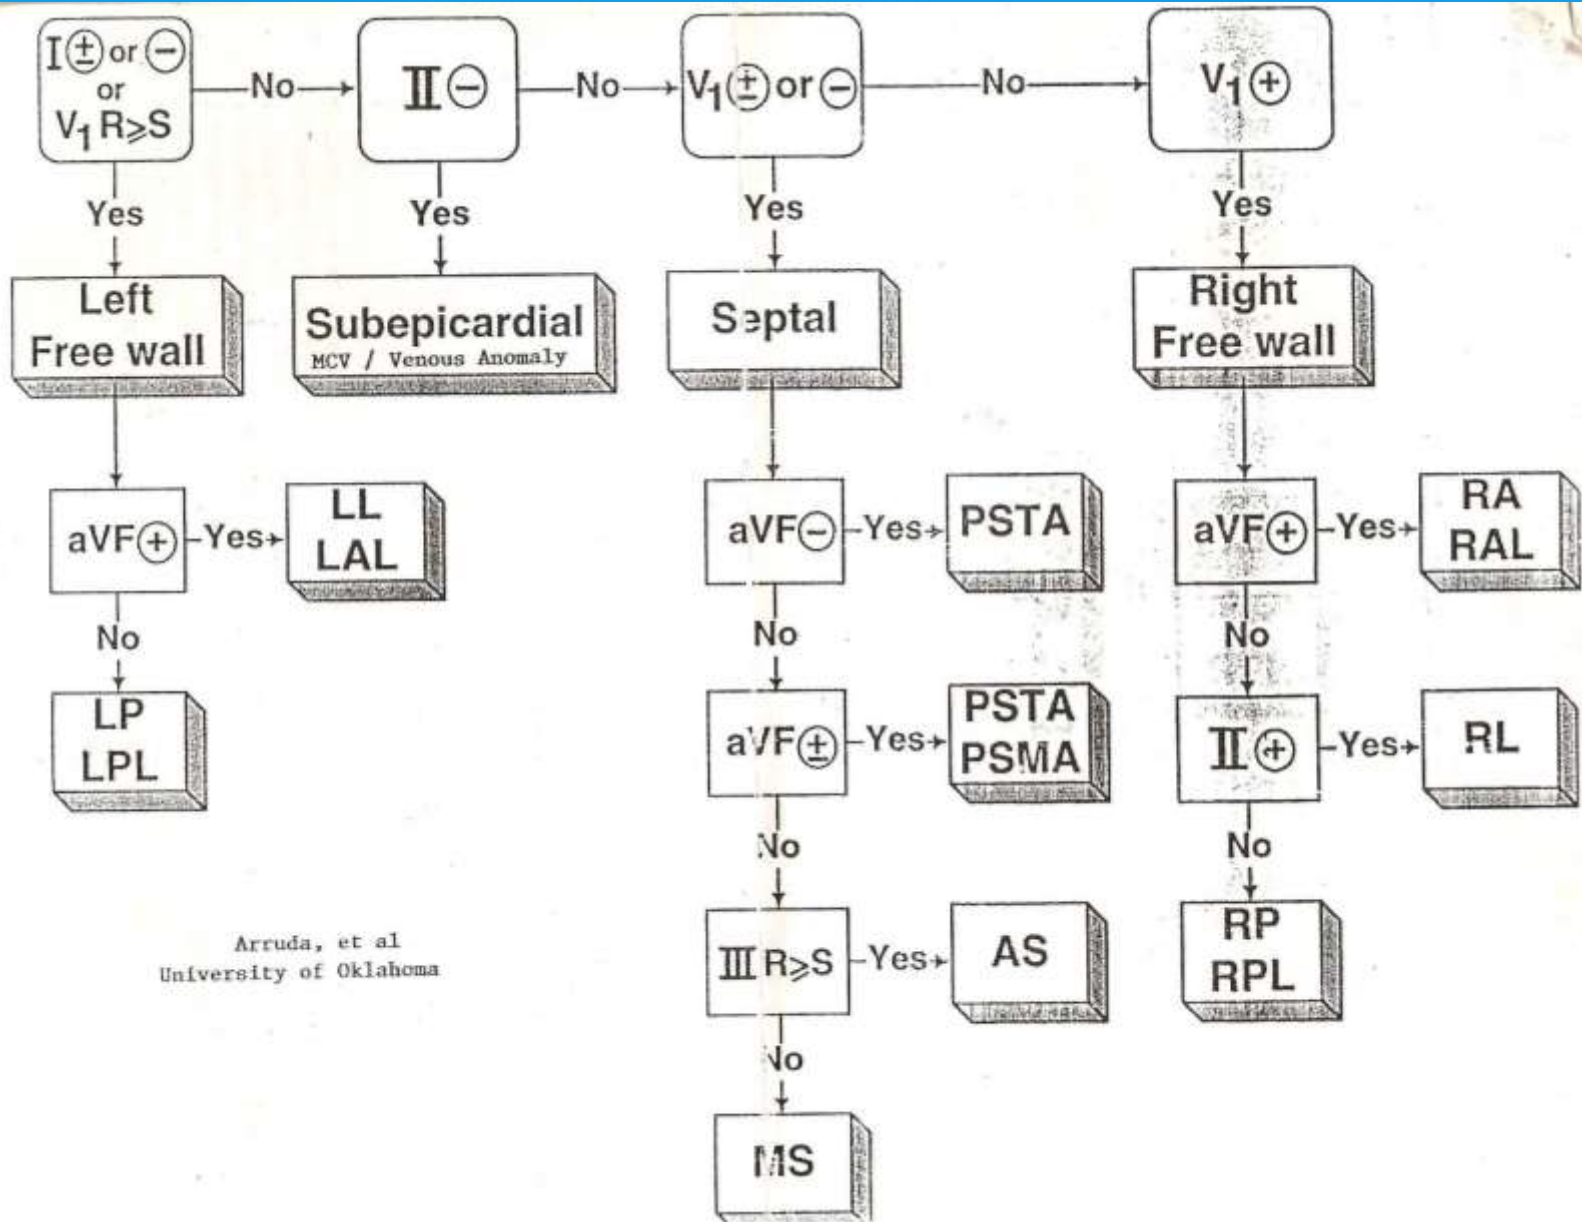 I ⊕ or ⊖
or
V₁ R≥S
No
II ⊖
No
V₁ ± or ⊖
No
V₁ ⊕
Yes
Yes
Yes
Yes
Left
Free wall
Subepicardial
MCV / Venous Anomaly
Septal
Right
Free wall
aVF ⊕
Yes
LL
LAL
No
LP
LPL
aVF ⊖
Yes
PSTA
No
aVF ±
Yes
PSTA
PSMA
No
III R≥S
Yes
AS
No
MS
aVF ⊕
Yes
RA
RAL
No
II ⊕
Yes
RL
No
RP
RPL
Arruda, et al
University of Oklahoma